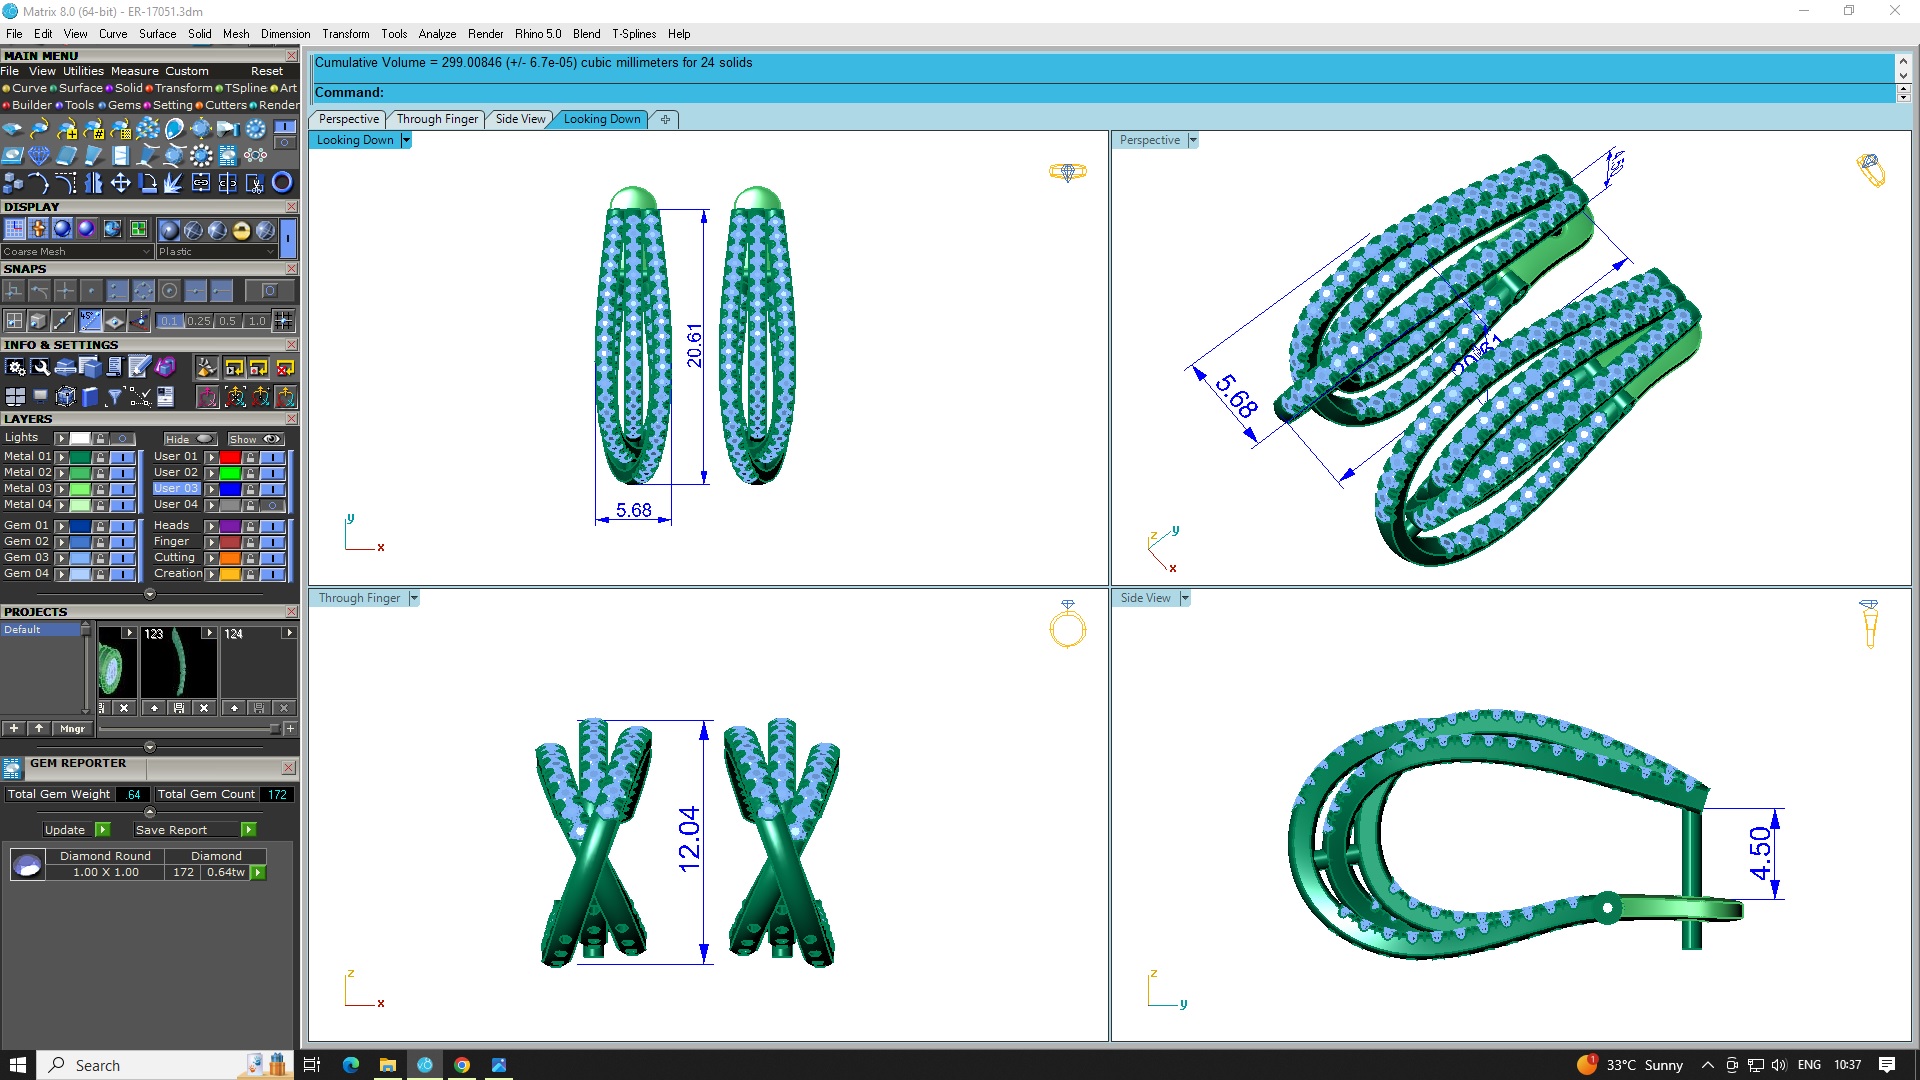 Matrix 8.0 (64-bit) - ER-17051.3dm
File Edit View Curve Surface Solid Mesh Dimension Transform Tools Analyze Render Rhino 5.0 Blend T-Splines Help
MAIN MENU
File View Utilities Measure Custom Reset
Curve Surface Solid Transform TSpline Art
Builder Tools Gems Setting Cutters Render
DISPLAY
Coarse Mesh Plastic
SNAPS
45°
0.1 0.25 0.5 1.0
INFO & SETTINGS
LAYERS
Lights Hide Show
Metal 01 User 01
Metal 02 User 02
Metal 03 User 03
Metal 04 User 04
Gem 01 Heads
Gem 02 Finger
Gem 03 Cutting
Gem 04 Creation
PROJECTS
Default 123 124
Mngr
GEM REPORTER
Total Gem Weight .64 Total Gem Count 172
Update Save Report
Diamond Round Diamond
1.00 X 1.00 172 0.64tw
Cumulative Volume = 299.00846 (+/- 6.7e-05) cubic millimeters for 24 solids
Command:
Perspective Through Finger Side View Looking Down
Looking Down
20.61
5.68
y
x
Perspective
5.68
20.61
z
y
x
Through Finger
12.04
z
x
Side View
4.50
z
y
Search
1
33°C Sunny
ENG
10:37